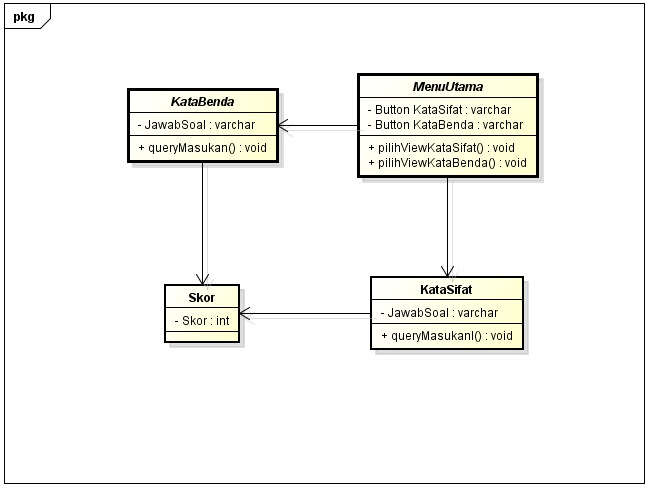 pkg
KataBenda
- JawabSoal : varchar
+ queryMasukan() : void
MenuUtama
- Button KataSifat : varchar
- Button KataBenda : varchar
+ pilihViewKataSifat() : void
+ pilihViewKataBenda() : void
Skor
- Skor : int
KataSifat
- JawabSoal : varchar
+ queryMasukanI() : void